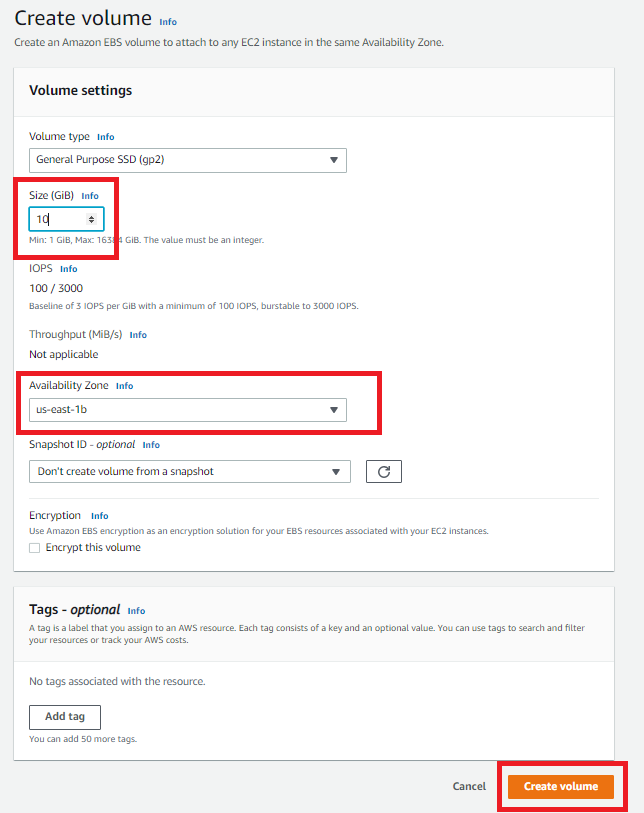 Create volume Info
Create an Amazon EBS volume to attach to any EC2 instance in the same Availability Zone.
Volume settings
Volume type Info
General Purpose SSD (gp2)
Size (GiB) Info
10
Min: 1 GiB, Max: 16384 GiB. The value must be an integer.
IOPS Info
100 / 3000
Baseline of 3 IOPS per GiB with a minimum of 100 IOPS, burstable to 3000 IOPS.
Throughput (MiB/s) Info
Not applicable
Availability Zone Info
us-east-1b
Snapshot ID - optional Info
Don't create volume from a snapshot
Encryption Info
Use Amazon EBS encryption as an encryption solution for your EBS resources associated with your EC2 instances.
Encrypt this volume
Tags - optional Info
A tag is a label that you assign to an AWS resource. Each tag consists of a key and an optional value. You can use tags to search and filter
your resources or track your AWS costs.
No tags associated with the resource.
Add tag
You can add 50 more tags.
Cancel Create volume